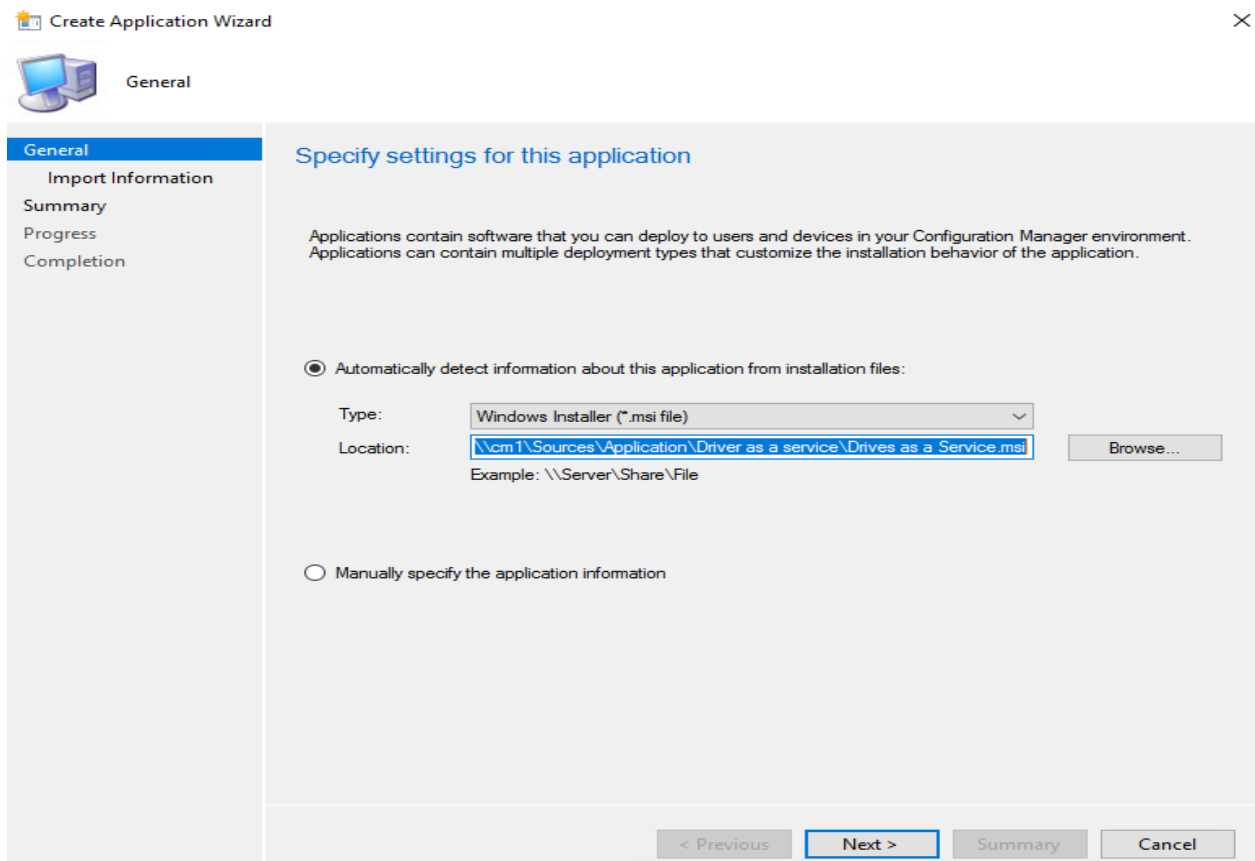 Create Application Wizard
General
General
Import Information
Summary
Progress
Completion
Specify settings for this application
Applications contain software that you can deploy to users and devices in your Configuration Manager environment.
Applications can contain multiple deployment types that customize the installation behavior of the application.
Automatically detect information about this application from installation files:
Type: Windows Installer (*.msi file)
Location: \\cm1\Sources\Application\Driver as a service\Drives as a Service.msi Browse...
Example: \\Server\Share\File
Manually specify the application information
< Previous Next > Summary Cancel